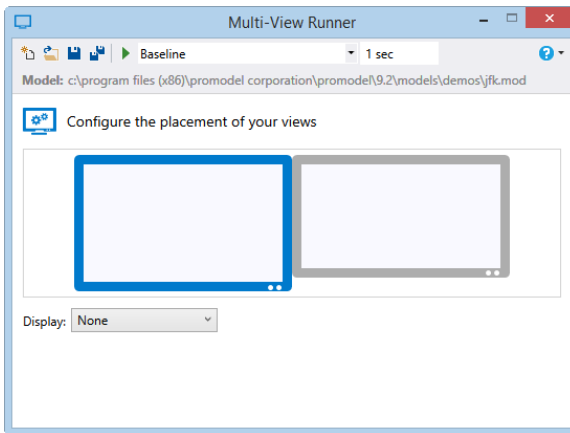 Multi-View Runner
Baseline 1 sec ?
Model: c:\program files (x86)\promodel corporation\promodel\9.2\models\demos\jfk.mod
Configure the placement of your views
Display: None